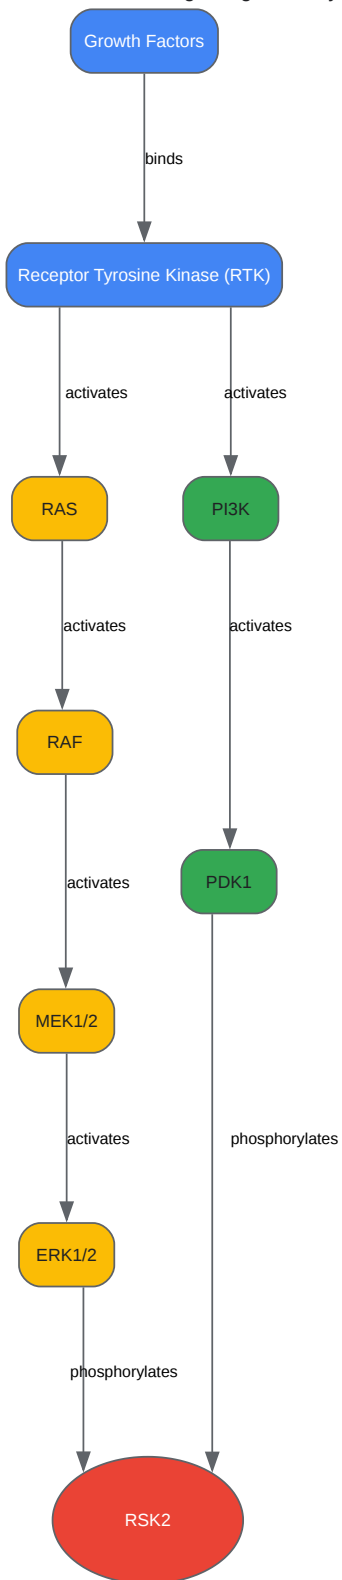 Growth Factors
binds
Receptor Tyrosine Kinase (RTK)
activates
activates
RAS
PI3K
activates
activates
RAF
activates
PDK1
MEK1/2
activates
phosphorylates
ERK1/2
phosphorylates
RSK2